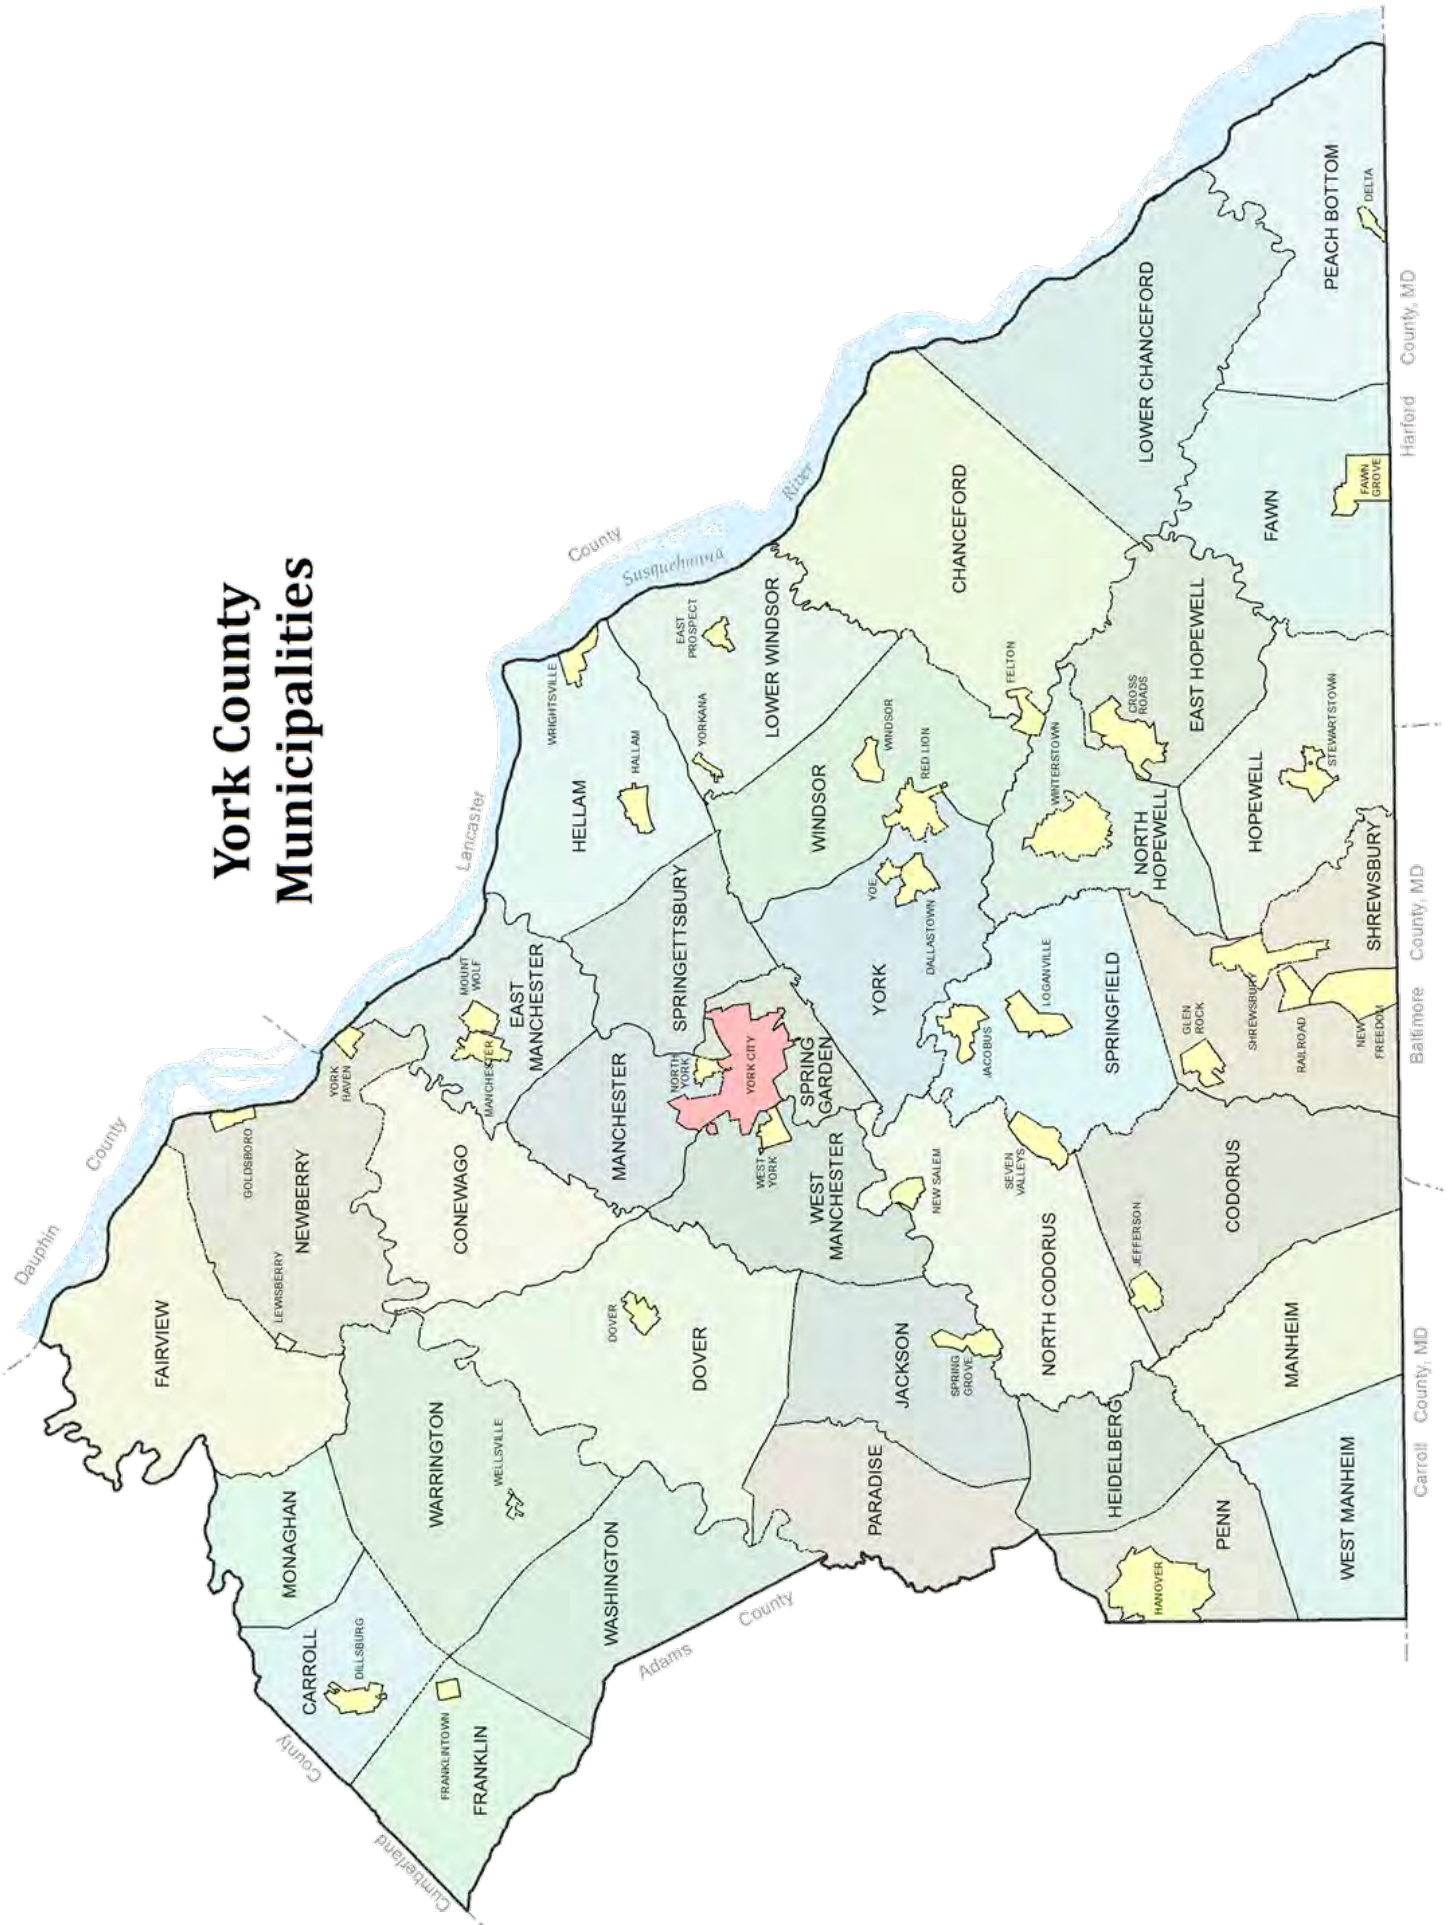 York County
Municipalities
Dauphin
County
Lancaster
County
Susquehanna
River
Cumberland
County
Adams
County
Carroll
County, MD
Baltimore
County, MD
Harford
County, MD
FAIRVIEW
NEWBERRY
GOLDSBORO
LEWISBERRY
YORK
HAVEN
MONAGHAN
CARROLL
DILLSBURG
FRANKLINTOWN
FRANKLIN
WARRINGTON
WELLSVILLE
WASHINGTON
CONEWAGO
DOVER
DOVER
EAST
MANCHESTER
MOUNT
WOLF
MANCHESTER
MANCHESTER
HELLAM
HALLAM
WRIGHTSVILLE
SPRINGETTSBURY
NORTH
YORK
YORK CITY
SPRING
GARDEN
WEST
YORK
WEST
MANCHESTER
LOWER WINDSOR
EAST
PROSPECT
YORKANA
WINDSOR
WINDSOR
RED LION
YORK
YOE
DALLASTOWN
JACKSON
SPRING
GROVE
PARADISE
NEW SALEM
NORTH CODORUS
SEVEN
VALLEYS
JACOBUS
LOGANVILLE
SPRINGFIELD
CHANCEFORD
FELTON
LOWER CHANCEFORD
WINTERSTOWN
NORTH
HOPEWELL
CROSS
ROADS
EAST HOPEWELL
HOPEWELL
STEWARTSTOWN
FAWN
FAWN
GROVE
PEACH BOTTOM
DELTA
HEIDELBERG
HANOVER
PENN
WEST MANHEIM
MANHEIM
JEFFERSON
CODORUS
GLEN
ROCK
SHREWSBURY
RAILROAD
NEW
FREEDOM
SHREWSBURY